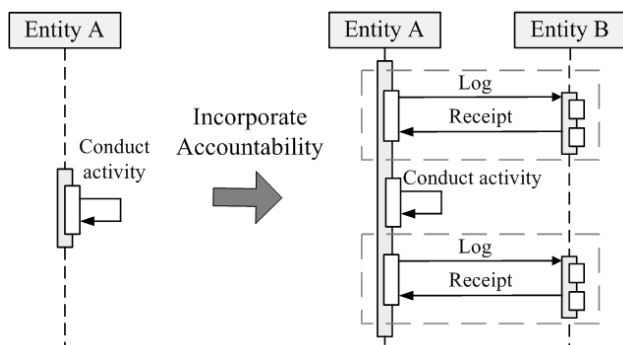 Entity A
Entity A
Entity B
Log
Receipt
Incorporate
Accountability
Conduct
activity
Conduct activity
Log
Receipt